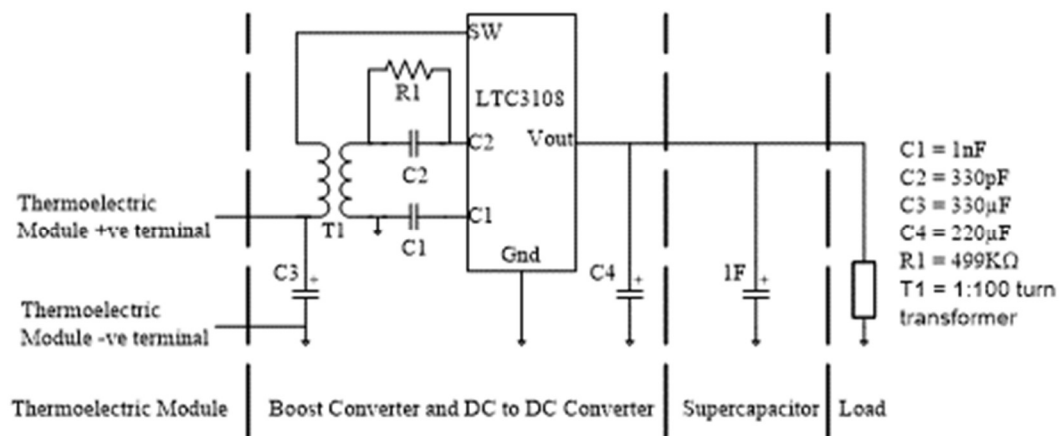 SW
R1
LTC3108
C2
Vout
C2
C1
T1
C1
Gnd
Thermoelectric
Module +ve terminal
C3
+
C4
+
1F
+
Thermoelectric
Module -ve terminal
C1 = 1nF
C2 = 330pF
C3 = 330µF
C4 = 220µF
R1 = 499KΩ
T1 = 1:100 turn
transformer
Thermoelectric Module
Boost Converter and DC to DC Converter
Supercapacitor
Load